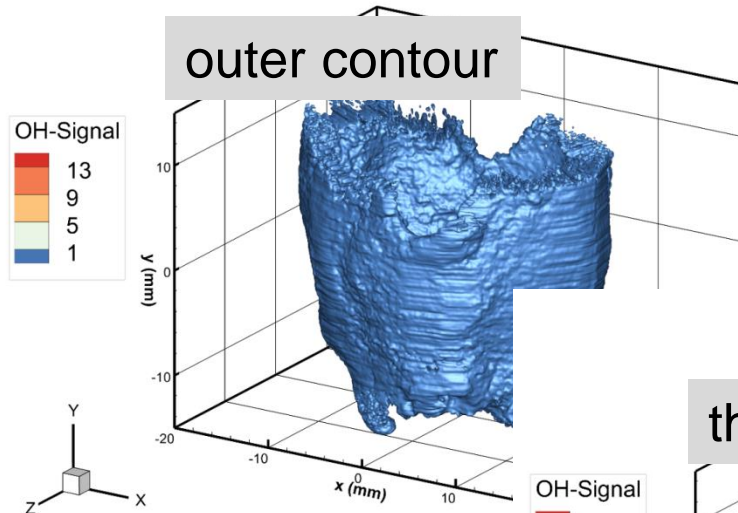 outer contour
OH-Signal
13
9
5
1
10
0
-10
-20
y (mm)
-10
0
10
x (mm)
Y
Z
X
th
OH-Signal